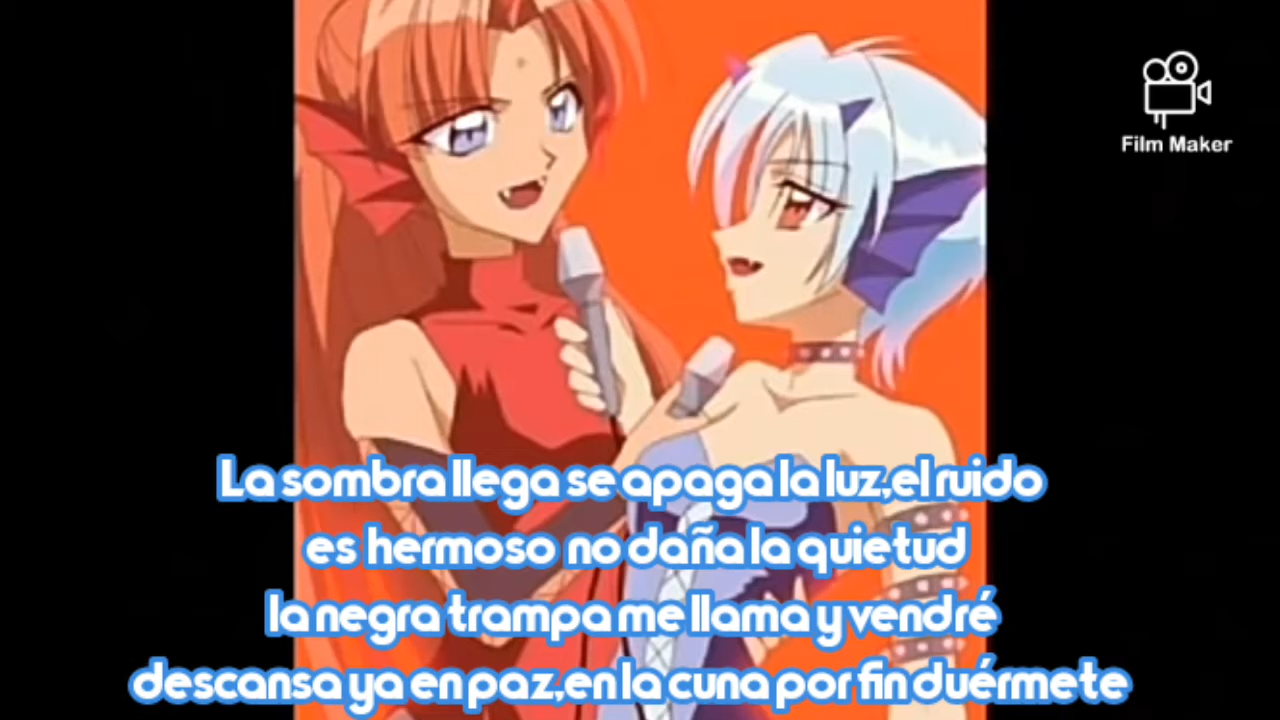 Film Maker
La sombra llega se apaga la luz,el ruido
es hermoso no daña la quietud
la negra trampa me llama y vendré
descansa ya en paz,en la cuna por fin duérmete